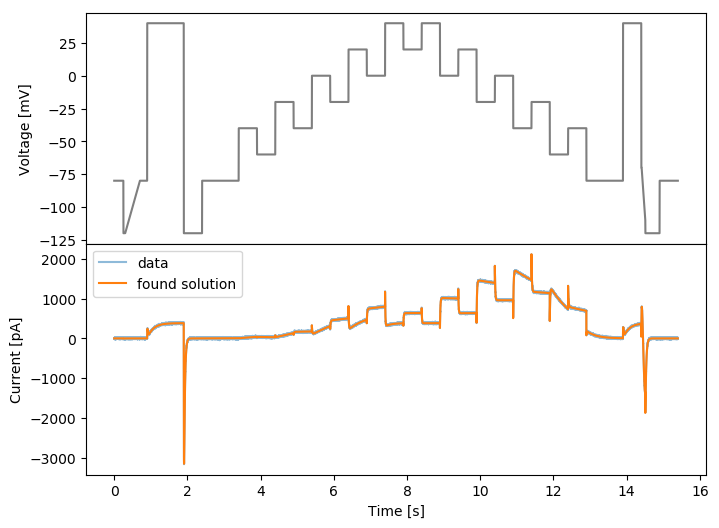 Voltage [mV]
25
0
−25
−50
−75
−100
−125
data
found solution
Current [pA]
2000
1000
0
−1000
−2000
−3000
0 2 4 6 8 10 12 14 16
Time [s]